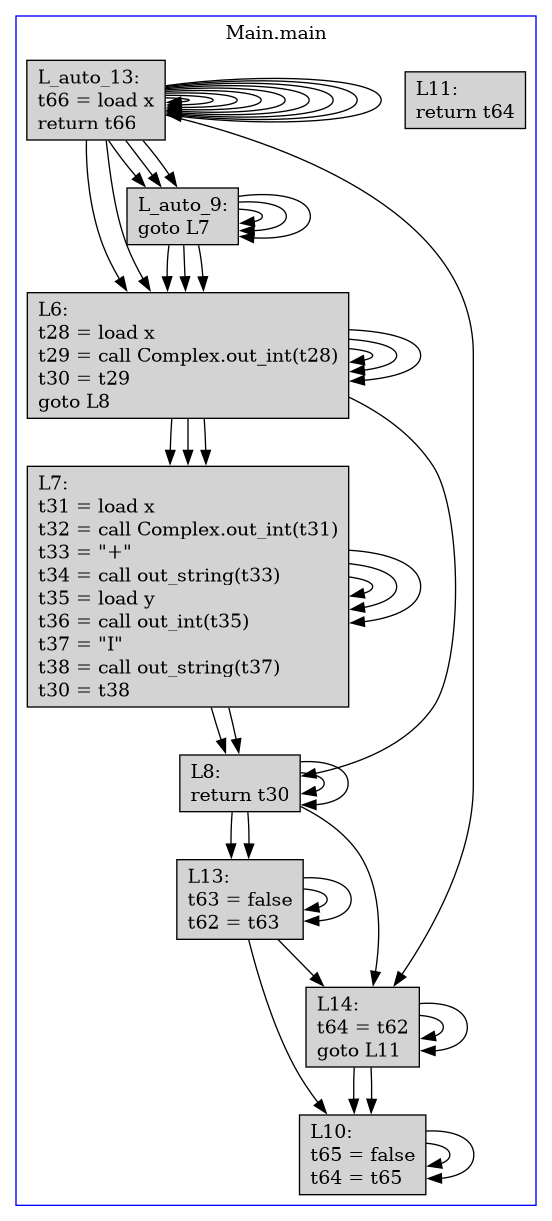 Main.main
L_auto_13:
t66 = load x
return t66
L11:
return t64
L_auto_9:
goto L7
L6:
t28 = load x
t29 = call Complex.out_int(t28)
t30 = t29
goto L8
L7:
t31 = load x
t32 = call Complex.out_int(t31)
t33 = "+"
t34 = call out_string(t33)
t35 = load y
t36 = call out_int(t35)
t37 = "I"
t38 = call out_string(t37)
t30 = t38
L8:
return t30
L13:
t63 = false
t62 = t63
L14:
t64 = t62
goto L11
L10:
t65 = false
t64 = t65